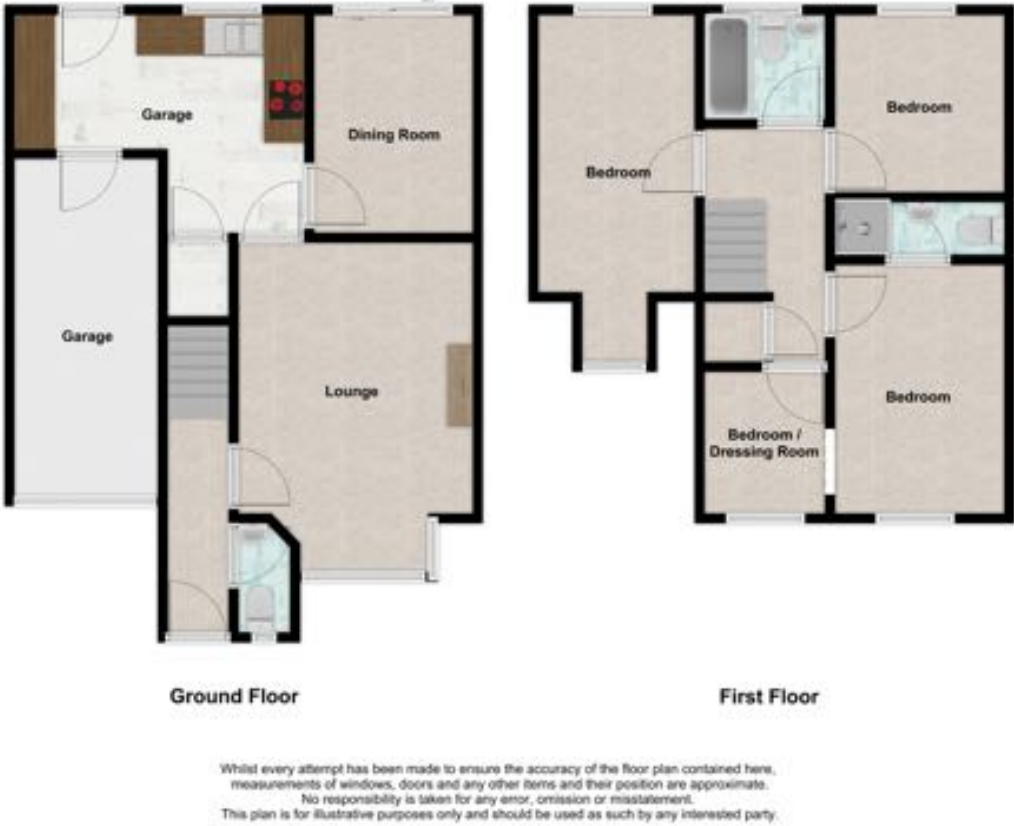 Garage
Dining Room
Garage
Lounge
Bedroom
Bedroom
Bedroom
Bedroom /
Dressing Room
Ground Floor
First Floor
Whilst every attempt has been made to ensure the accuracy of the floor plan contained here,
measurements of windows, doors and any other items and their position are approximate.
No responsibility is taken for any error, omission or misstatement.
This plan is for illustrative purposes only and should be used as such by any interested party.